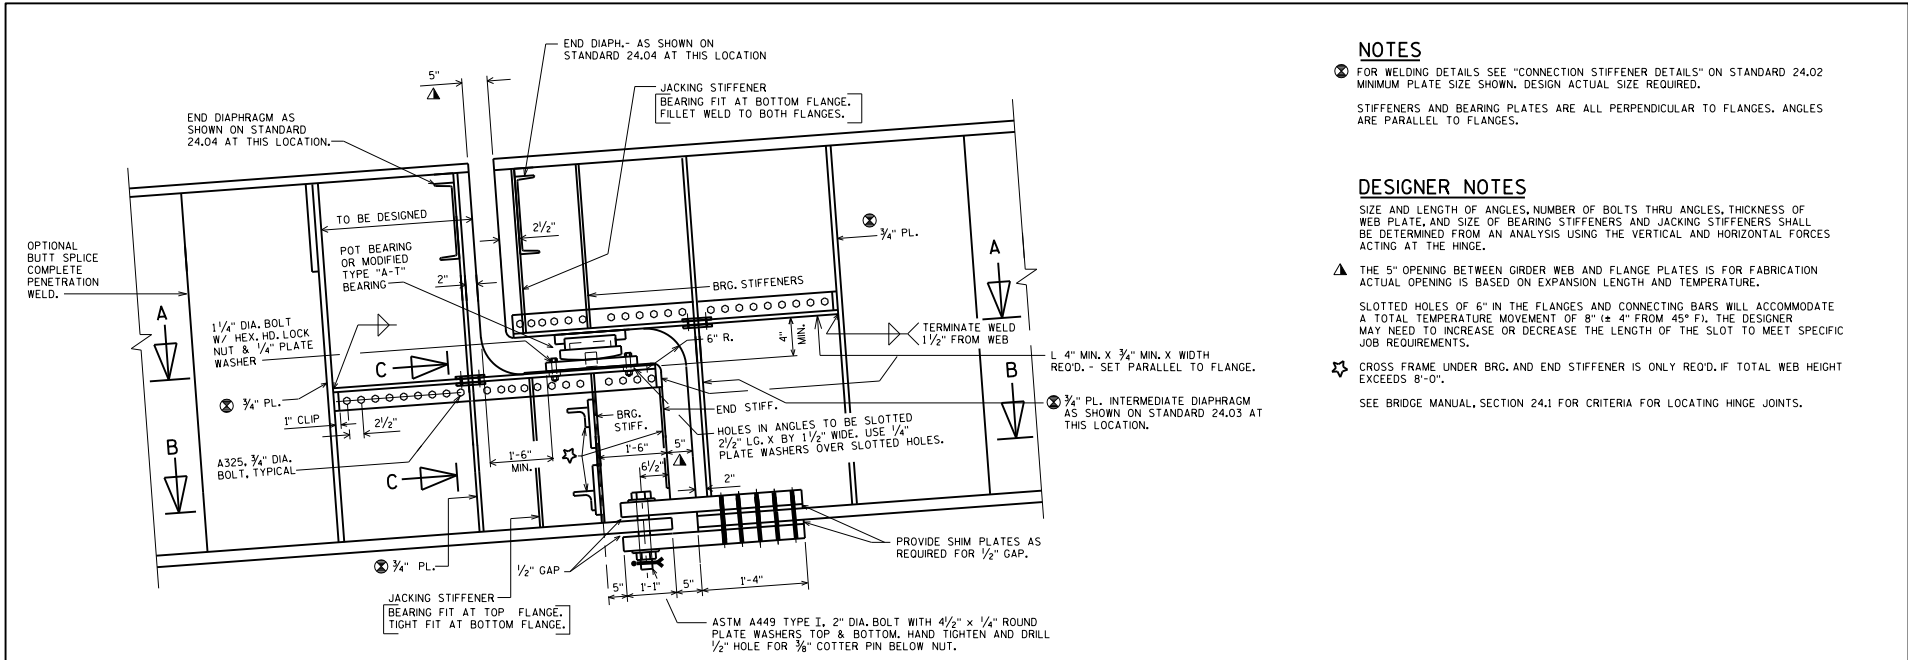 END DIAPH.- AS SHOWN ON
STANDARD 24.04 AT THIS LOCATION
5"
JACKING STIFFENER
BEARING FIT AT BOTTOM FLANGE.
FILLET WELD TO BOTH FLANGES.
END DIAPHRAGM AS
SHOWN ON STANDARD
24.04 AT THIS LOCATION.
TO BE DESIGNED
2½"
¾" PL.
A
OPTIONAL
BUTT SPLICE
COMPLETE
PENETRATION
WELD.
POT BEARING
OR MODIFIED
TYPE "A-T"
BEARING
2"
BRG. STIFFENERS
A
1¼" DIA. BOLT
W/ HEX. HD. LOCK
NUT & ¼" PLATE
WASHER
C
6" R.
4"
MIN.
TERMINATE WELD
1½" FROM WEB
L 4" MIN. X ¾" MIN. X WIDTH
REQ'D. - SET PARALLEL TO FLANGE.
B
¾" PL.
1" CLIP
2½"
END STIFF.
BRG.
STIFF.
HOLES IN ANGLES TO BE SLOTTED
2½" LG. X BY 1½" WIDE. USE ¼"
PLATE WASHERS OVER SLOTTED HOLES.
¾" PL. INTERMEDIATE DIAPHRAGM
AS SHOWN ON STANDARD 24.03 AT
THIS LOCATION.
B
A325, ¾" DIA.
BOLT, TYPICAL
C
1'-6"
MIN.
1'-6"
5"
6½"
2"
PROVIDE SHIM PLATES AS
REQUIRED FOR ½" GAP.
¾" PL.
½" GAP
5"
1'-1"
5"
1'-4"
JACKING STIFFENER
BEARING FIT AT TOP FLANGE.
TIGHT FIT AT BOTTOM FLANGE.
ASTM A449 TYPE I, 2" DIA. BOLT WITH 4½" x ¼" ROUND
PLATE WASHERS TOP & BOTTOM. HAND TIGHTEN AND DRILL
½" HOLE FOR ⅜" COTTER PIN BELOW NUT.
NOTES
FOR WELDING DETAILS SEE "CONNECTION STIFFENER DETAILS" ON STANDARD 24.02
MINIMUM PLATE SIZE SHOWN. DESIGN ACTUAL SIZE REQUIRED.
STIFFENERS AND BEARING PLATES ARE ALL PERPENDICULAR TO FLANGES. ANGLES
ARE PARALLEL TO FLANGES.
DESIGNER NOTES
SIZE AND LENGTH OF ANGLES, NUMBER OF BOLTS THRU ANGLES, THICKNESS OF
WEB PLATE, AND SIZE OF BEARING STIFFENERS AND JACKING STIFFENERS SHALL
BE DETERMINED FROM AN ANALYSIS USING THE VERTICAL AND HORIZONTAL FORCES
ACTING AT THE HINGE.
THE 5" OPENING BETWEEN GIRDER WEB AND FLANGE PLATES IS FOR FABRICATION
ACTUAL OPENING IS BASED ON EXPANSION LENGTH AND TEMPERATURE.
SLOTTED HOLES OF 6" IN THE FLANGES AND CONNECTING BARS WILL ACCOMMODATE
A TOTAL TEMPERATURE MOVEMENT OF 8" (± 4" FROM 45° F). THE DESIGNER
MAY NEED TO INCREASE OR DECREASE THE LENGTH OF THE SLOT TO MEET SPECIFIC
JOB REQUIREMENTS.
CROSS FRAME UNDER BRG. AND END STIFFENER IS ONLY REQ'D. IF TOTAL WEB HEIGHT
EXCEEDS 8'-0".
SEE BRIDGE MANUAL, SECTION 24.1 FOR CRITERIA FOR LOCATING HINGE JOINTS.